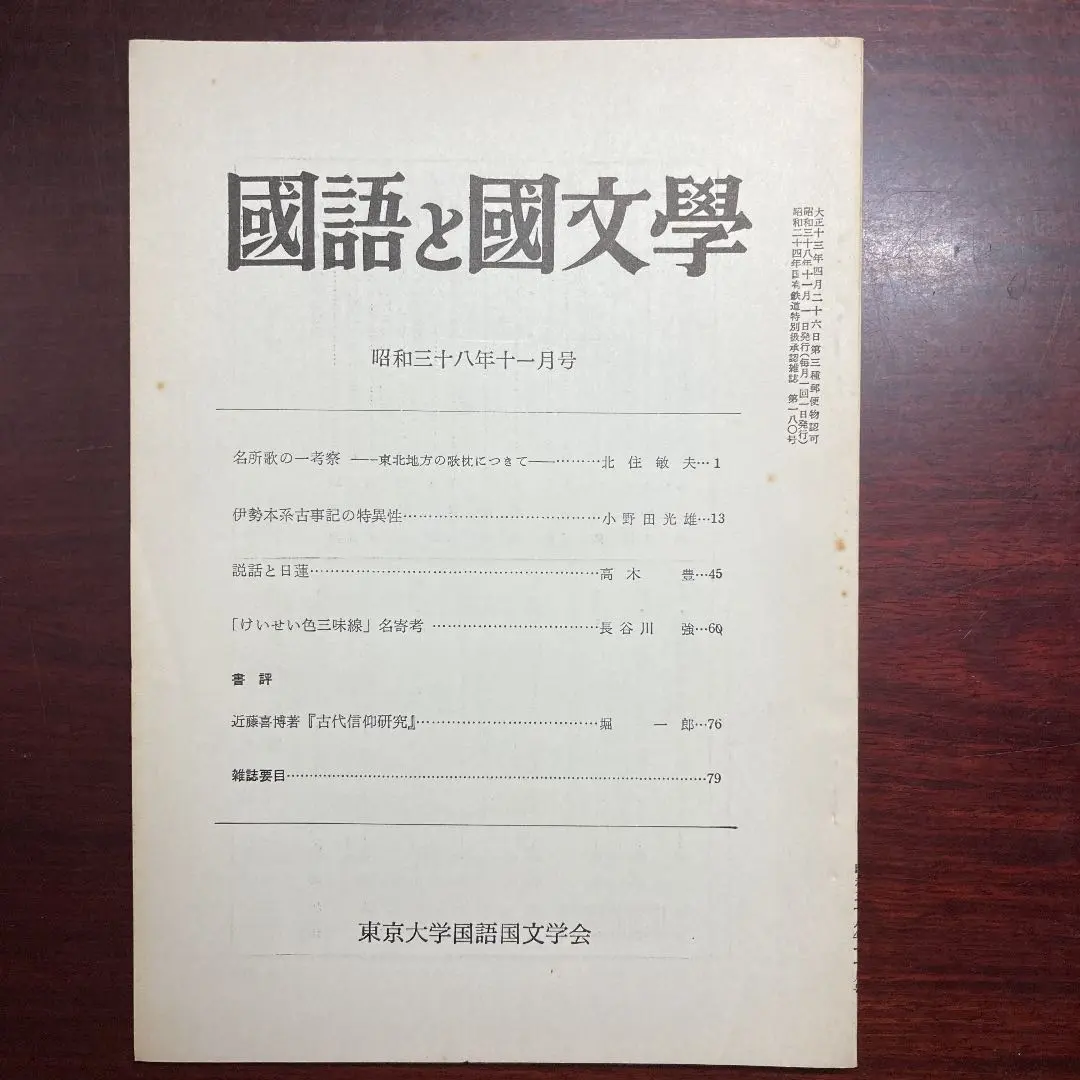 國語と國文學
昭和三十八年十一月号
名所歌の一考察 ――東北地方の歌枕につきて――………北住敏夫…1
伊勢本系古事記の特異性………………………………小野田光雄…13
説話と日蓮………………………………………………高木 豊…45
「けいせい色三味線」名寄考 …………………………長谷川 強…60
書評
近藤喜博著『古代信仰研究』……………………………堀 一郎…76
雑誌要目……………………………………………………………………79
東京大学国語国文学会
大正十三年四月二十六日第三種郵便物認可
昭和三十八年十一月一日発行(毎月一回一日発行)
昭和二十四年 国有鉄道特別扱承認雑誌 第一八〇号